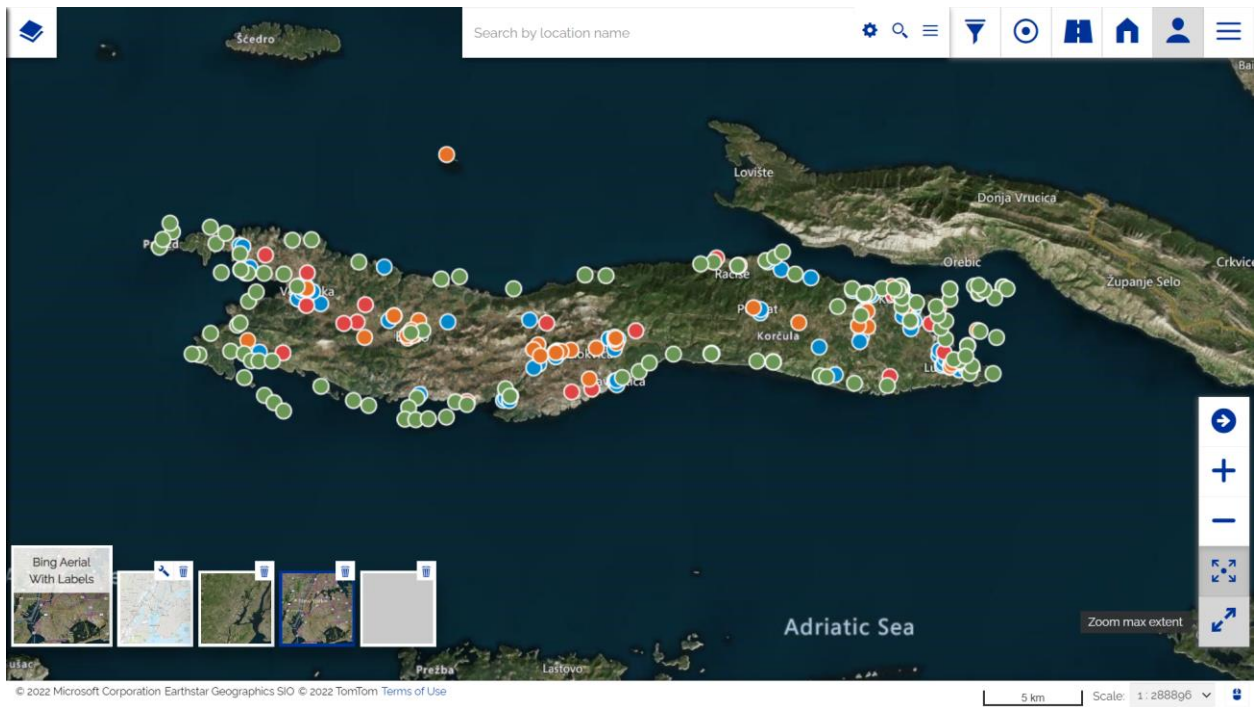 Šćedro
Search by location name
Lovište
Donja Vrucica
Orebic
Crkvice
Županje Selo
Račišće
Korčula
Bing Aerial
With Labels
Adriatic Sea
Zoom max extent
ušac
Prežba
Lastovo
© 2022 Microsoft Corporation Earthstar Geographics SIO © 2022 TomTom Terms of Use
5 km
Scale: 1 : 288896